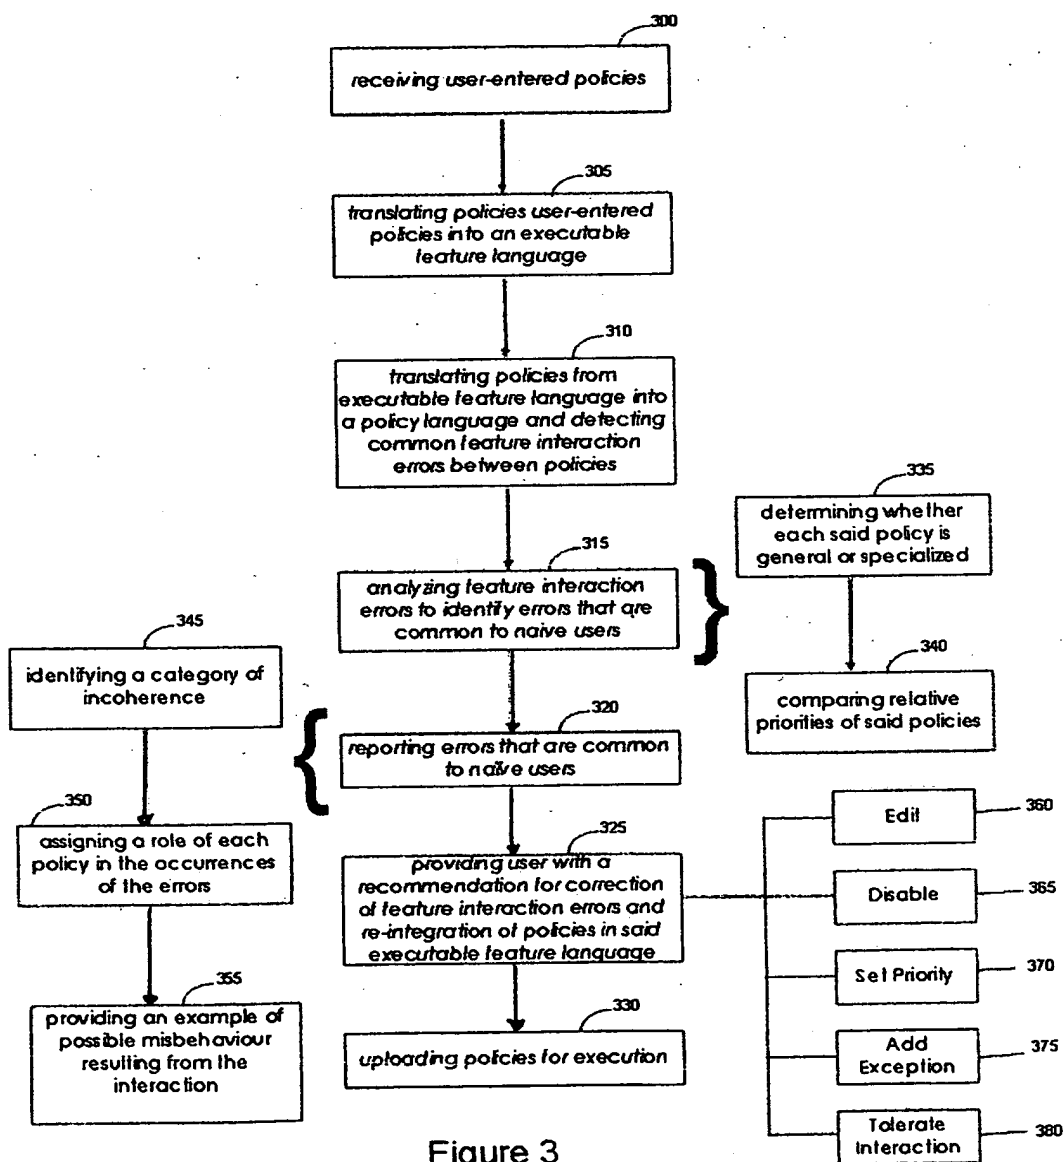 300
receiving user-entered policies
305
translating policies user-entered
policies into an executable
feature language
310
translating policies from
executable feature language into
a policy language and detecting
common feature interaction
errors between policies
315
analyzing feature interaction
errors to identify errors that are
common to naive users
335
determining whether
each said policy is
general or specialized
340
comparing relative
priorities of said policies
345
identifying a category of
incoherence
320
reporting errors that are common
to naïve users
350
assigning a role of each
policy in the occurrences
of the errors
355
providing an example of
possible misbehaviour
resulting from the
interaction
325
providing user with a
recommendation for correction
of feature interaction errors and
re-integration of policies in said
executable feature language
330
uploading policies for execution
Edit
360
Disable
365
Set Priority
370
Add
Exception
375
Tolerate
Interaction
380
Figure 3